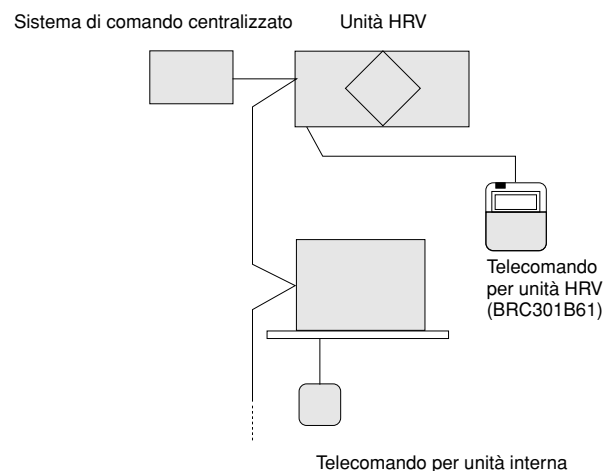 Sistema di comando centralizzato
Unità HRV
Telecomando
per unità HRV
(BRC301B61)
Telecomando per unità interna